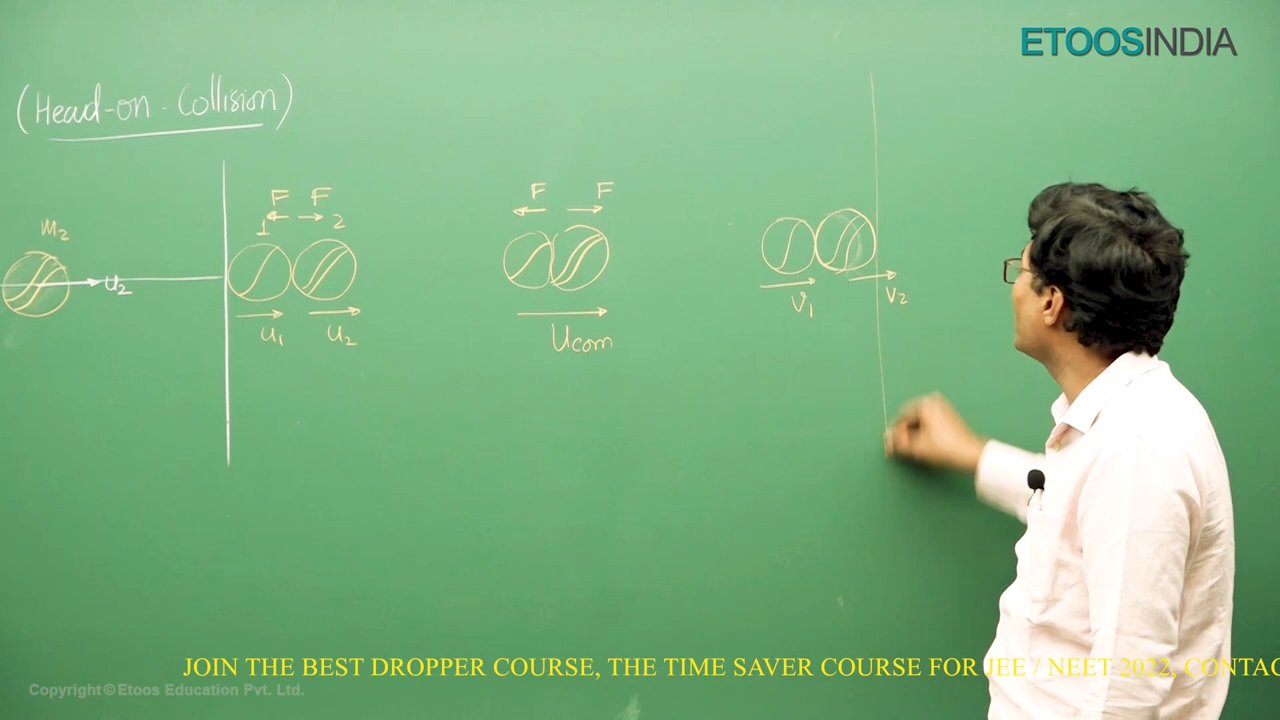 ETOOSINDIA
(Head-on-Collision)
F F
F F
m₂
1 2
u₂
u₁ u₂
Ucom
v₁ v₂
JOIN THE BEST DROPPER COURSE, THE TIME SAVER COURSE FOR JEE / NEET 2022, CONTAC
Copyright © Etoos Education Pvt. Ltd.